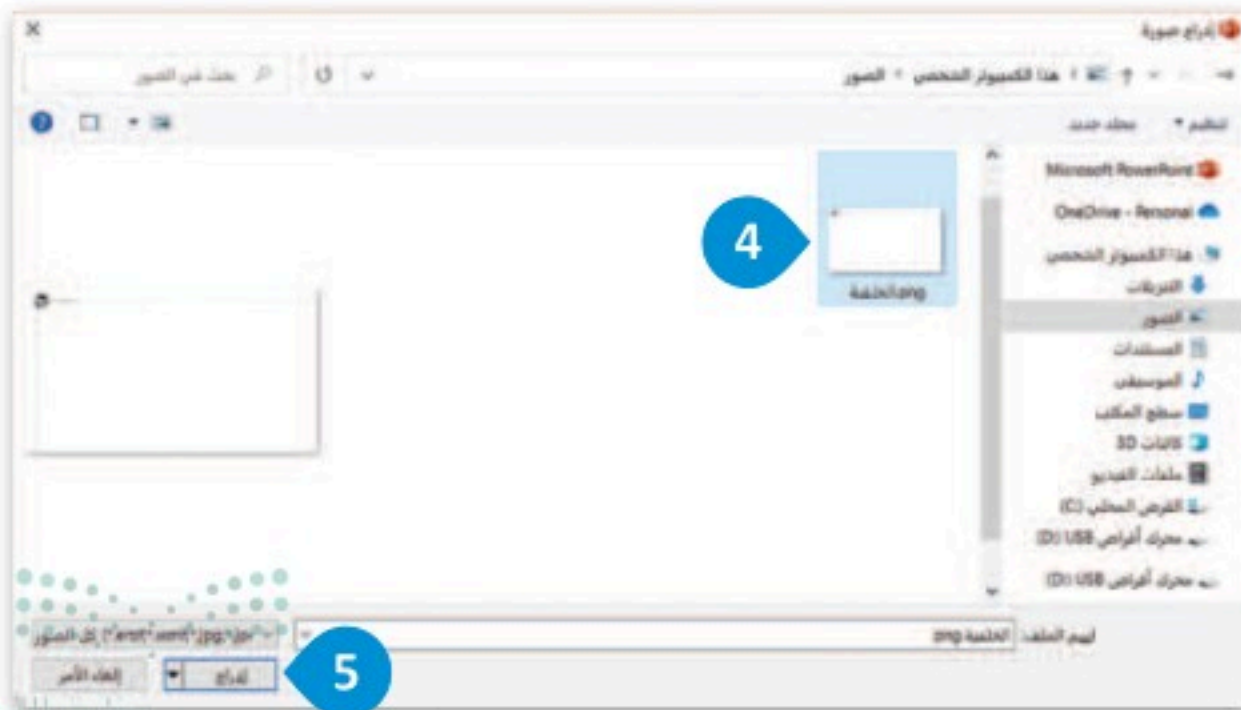 إدراج صورة
هذا الكمبيوتر الشخصي › الصور
بحث في الصور
تنظيم
مجلد جديد
Microsoft PowerPoint
OneDrive - Personal
هذا الكمبيوتر الشخصي
التنزيلات
الصور
المستندات
الموسيقى
سطح المكتب
كائنات 3D
ملفات الفيديو
القرص المحلي (C:)
محرك أقراص USB (D:)
محرك أقراص USB (D:)
4
الخلفية.png
اسم الملف:
الخلفية.png
كل الصور
5
إدراج
إلغاء الأمر